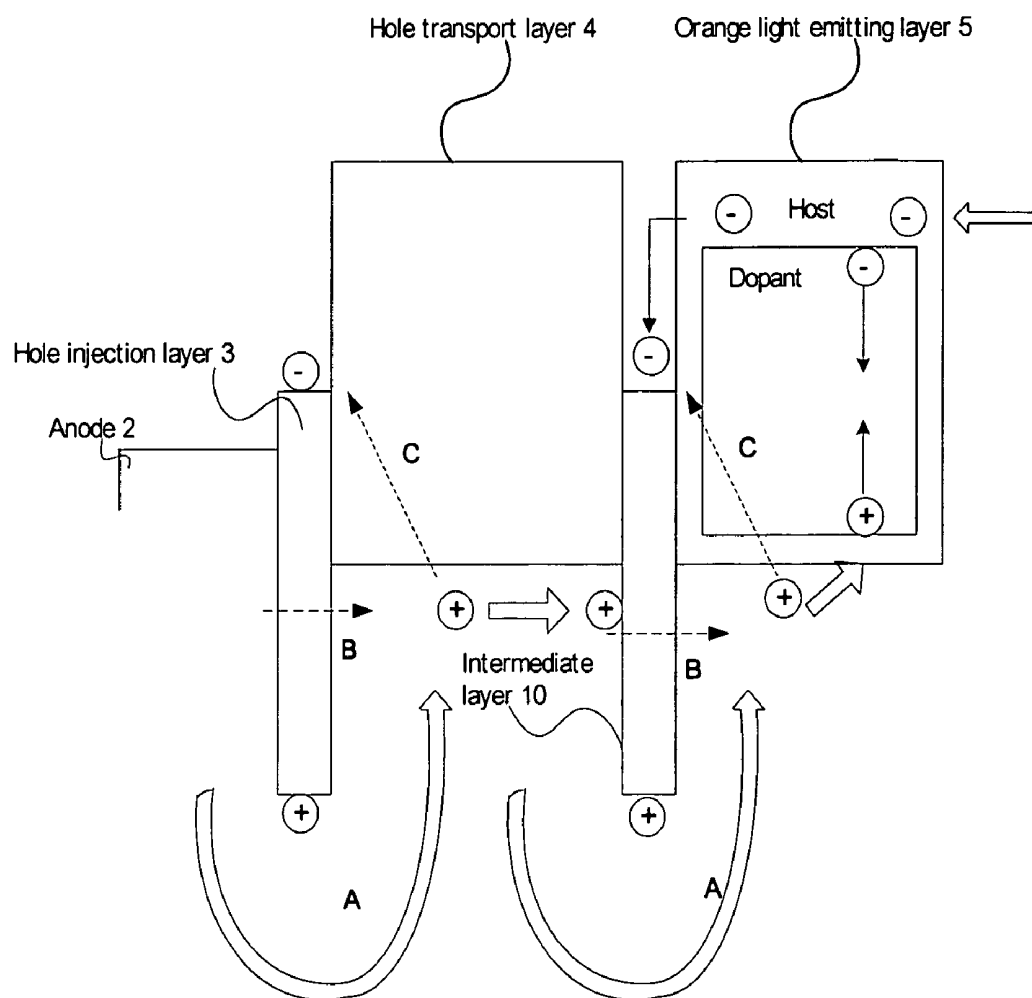 Hole transport layer 4
Orange light emitting layer 5
-
Host
-
-
Dopant
-
Hole injection layer 3
-
Anode 2
C
C
+
+
+
+
B
Intermediate
layer 10
B
+
+
A
A